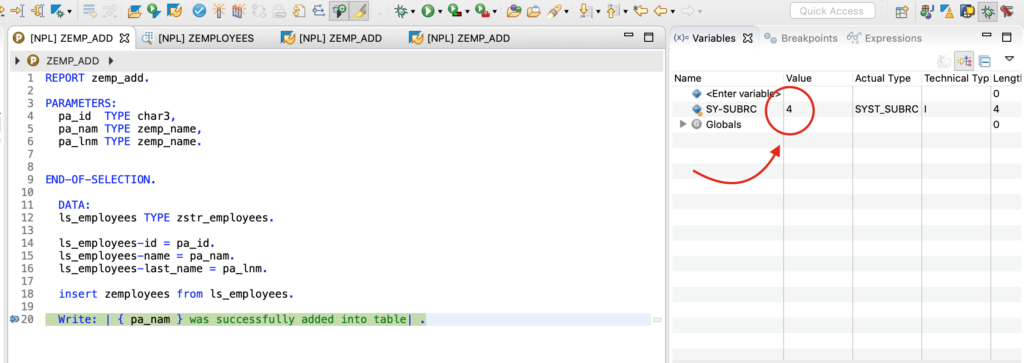 Quick Access
[NPL] ZEMP_ADD
[NPL] ZEMPLOYEES
[NPL] ZEMP_ADD
[NPL] ZEMP_ADD
ZEMP_ADD
1 REPORT zemp_add.
2
3 PARAMETERS:
4 pa_id TYPE char3,
5 pa_nam TYPE zemp_name,
6 pa_lnm TYPE zemp_name.
7
8
9 END-OF-SELECTION.
10
11 DATA:
12 ls_employees TYPE zstr_employees.
13
14 ls_employees-id = pa_id.
15 ls_employees-name = pa_nam.
16 ls_employees-last_name = pa_lnm.
17
18 insert zemployees from ls_employees.
19
20 Write: | { pa_nam } was successfully added into table| .
(x)= Variables
Breakpoints
Expressions
Name Value Actual Type Technical Typ Length
<Enter variable> 0
SY-SUBRC 4 SYST_SUBRC I 4
G Globals 0